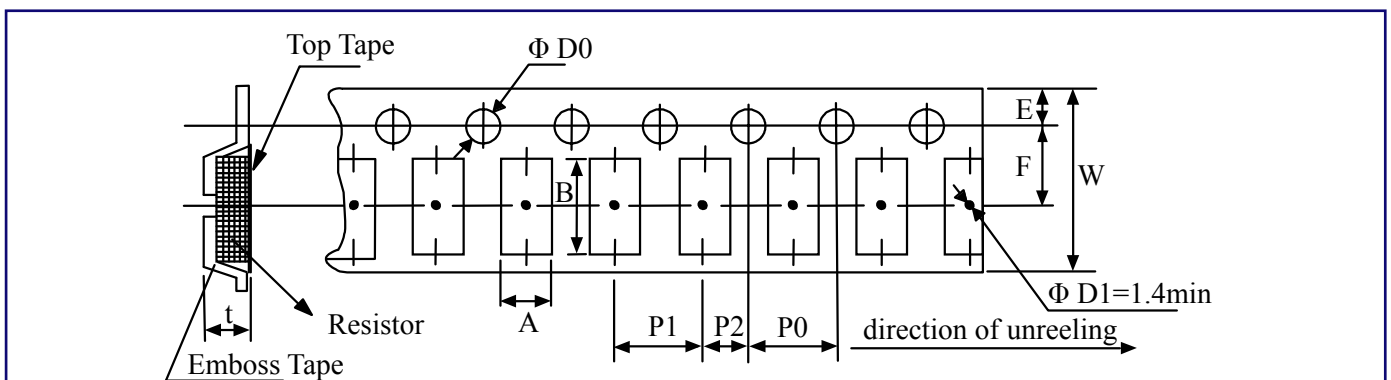 Top Tape
Φ D0
E
F
W
B
Φ D1=1.4min
t
Resistor
A
P1
P2
P0
direction of unreeling
Emboss Tape